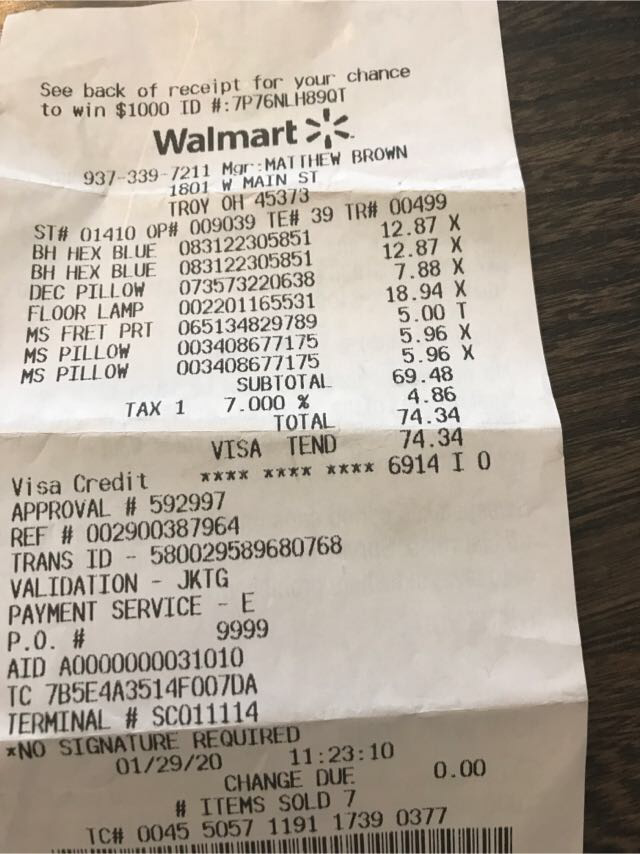 See back of receipt for your chance
to win $1000 ID #:7P76NLH89QT
Walmart
937-339-7211 Mgr:MATTHEW BROWN
1801 W MAIN ST
TROY OH 45373
ST# 01410 OP# 009039 TE# 39 TR# 00499
BH HEX BLUE 083122305851 12.87 X
BH HEX BLUE 083122305851 12.87 X
DEC PILLOW 073573220638 7.88 X
FLOOR LAMP 002201165531 18.94 X
MS FRET PRT 065134829789 5.00 T
MS PILLOW 003408677175 5.96 X
MS PILLOW 003408677175 5.96 X
SUBTOTAL 69.48
TAX 1 7.000 % 4.86
TOTAL 74.34
VISA TEND 74.34
Visa Credit **** **** **** 6914 I 0
APPROVAL # 592997
REF # 002900387964
TRANS ID - 580029589680768
VALIDATION - JKTG
PAYMENT SERVICE - E
P.O. # 9999
AID A0000000031010
TC 7B5E4A3514F007DA
TERMINAL # SC011114
*NO SIGNATURE REQUIRED
01/29/20 11:23:10
CHANGE DUE 0.00
# ITEMS SOLD 7
TC# 0045 5057 1191 1739 0377